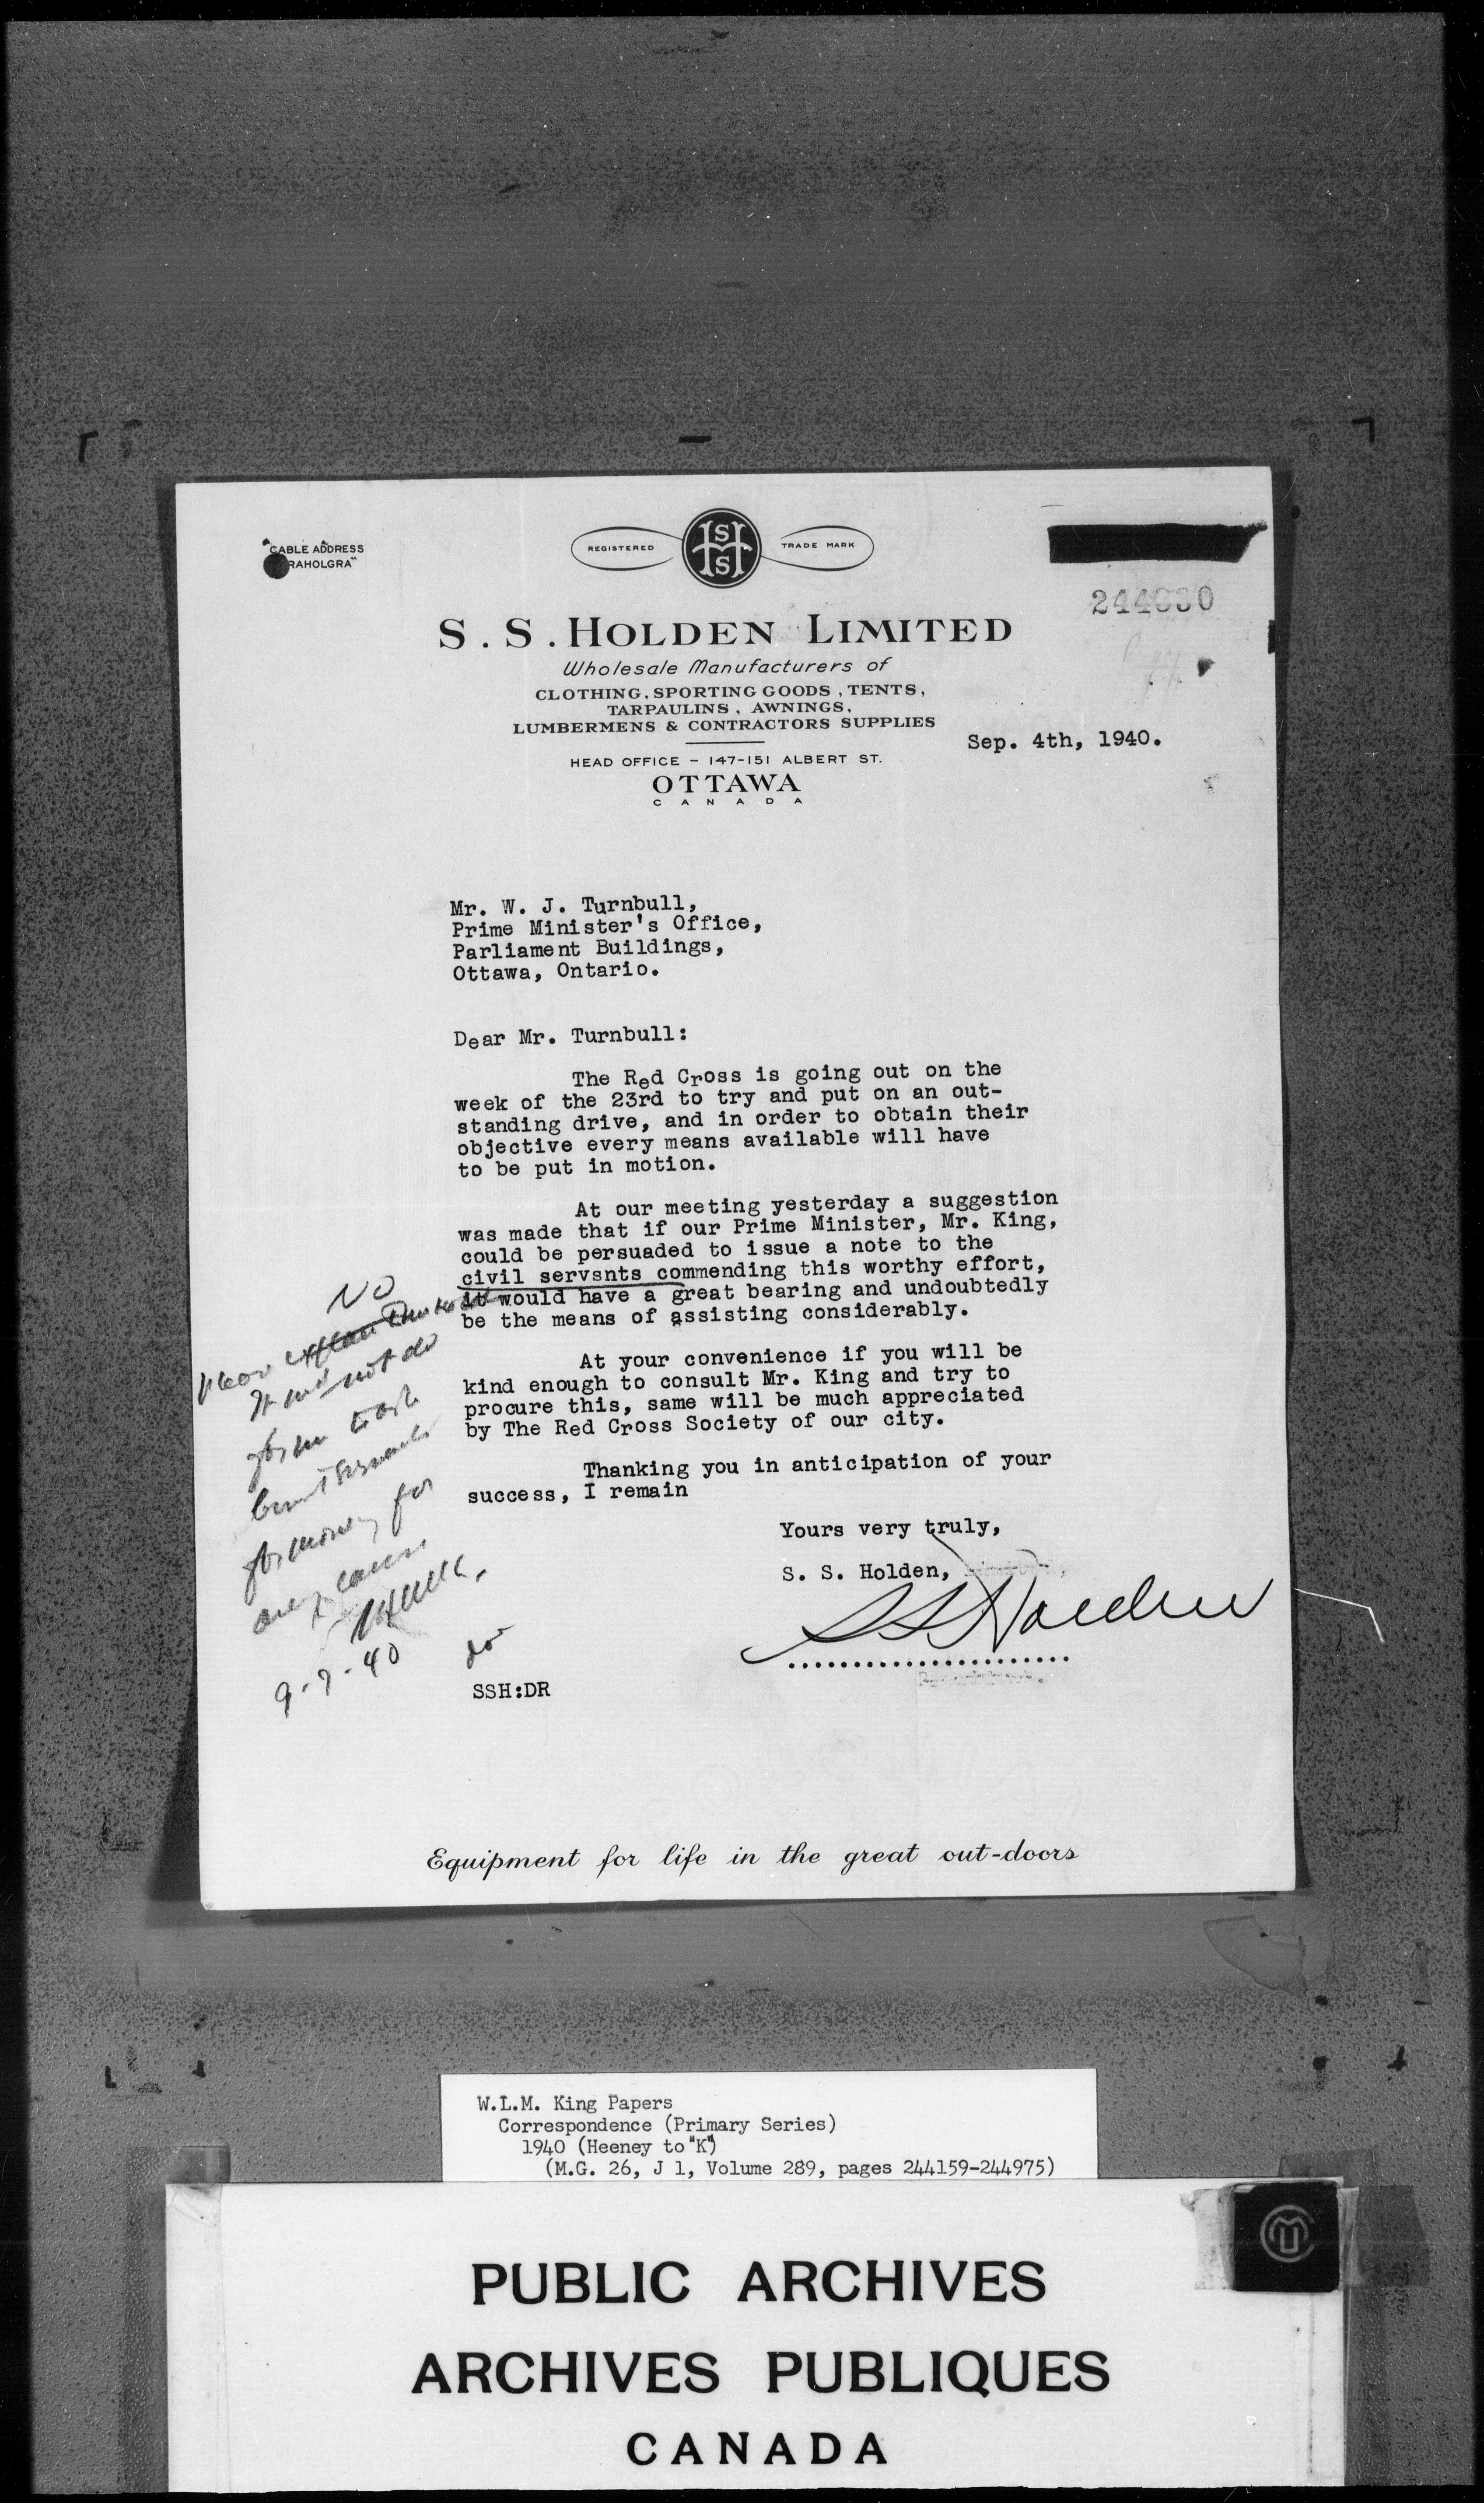 "CABLE ADDRESS
RAHOLGRA"
REGISTERED
SHS
TRADE MARK
S.S. HOLDEN LIMITED
Wholesale Manufacturers of
CLOTHING, SPORTING GOODS, TENTS,
TARPAULINS, AWNINGS,
LUMBERMENS & CONTRACTORS SUPPLIES
HEAD OFFICE - 147-151 ALBERT ST.
OTTAWA
CANADA
Sep. 4th, 1940.
Mr. W. J. Turnbull,
Prime Minister's Office,
Parliament Buildings,
Ottawa, Ontario.
Dear Mr. Turnbull:
The Red Cross is going out on the
week of the 23rd to try and put on an out-
standing drive, and in order to obtain their
objective every means available will have
to be put in motion.
At our meeting yesterday a suggestion
was made that if our Prime Minister, Mr. King,
could be persuaded to issue a note to the
civil servsnts commending this worthy effort,
it would have a great bearing and undoubtedly
be the means of assisting considerably.
At your convenience if you will be
kind enough to consult Mr. King and try to
procure this, same will be much appreciated
by The Red Cross Society of our city.
Thanking you in anticipation of your
success, I remain
Yours very truly,
S. S. Holden,
SS Holden
SSH:DR
NO
not do
for
any cause
9-7-40
Equipment for life in the great out-doors
W.L.M. King Papers
Correspondence (Primary Series)
1940 (Heeney to "K")
(M.G. 26, J 1, Volume 289, pages 244159-244975)
PUBLIC ARCHIVES
ARCHIVES PUBLIQUES
CANADA